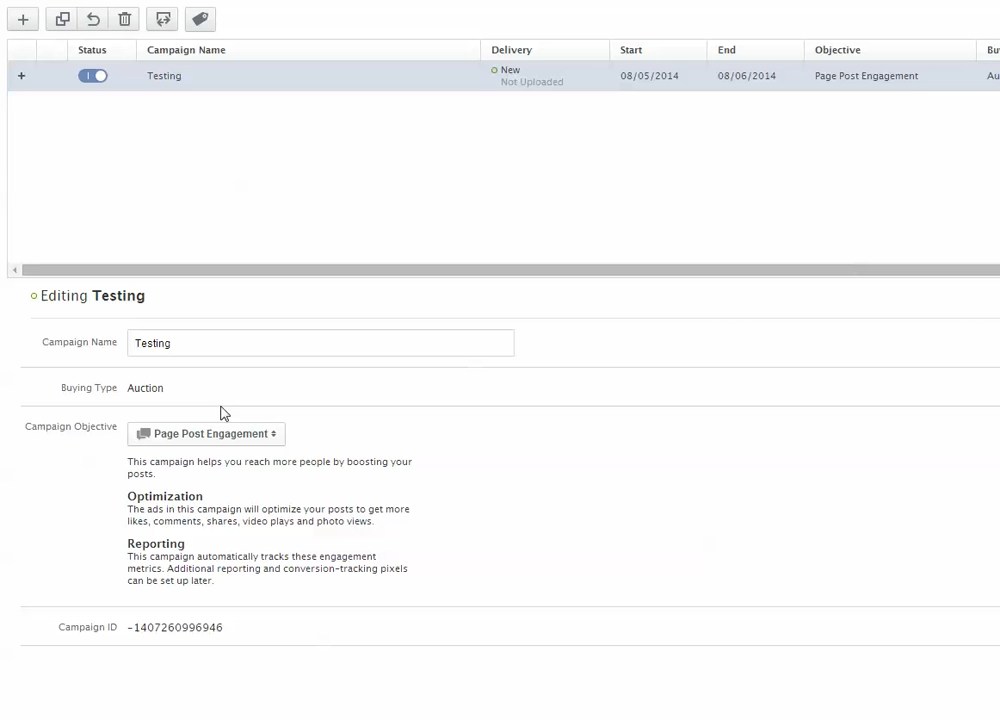 Status Campaign Name Delivery Start End Objective Bu
Testing New 08/05/2014 08/06/2014 Page Post Engagement Au
Not Uploaded
Editing Testing
Campaign Name Testing
Buying Type Auction
Campaign Objective
Page Post Engagement
This campaign helps you reach more people by boosting your
posts.
Optimization
The ads in this campaign will optimize your posts to get more
likes, comments, shares, video plays and photo views.
Reporting
This campaign automatically tracks these engagement
metrics. Additional reporting and conversion-tracking pixels
can be set up later.
Campaign ID -1407260996946